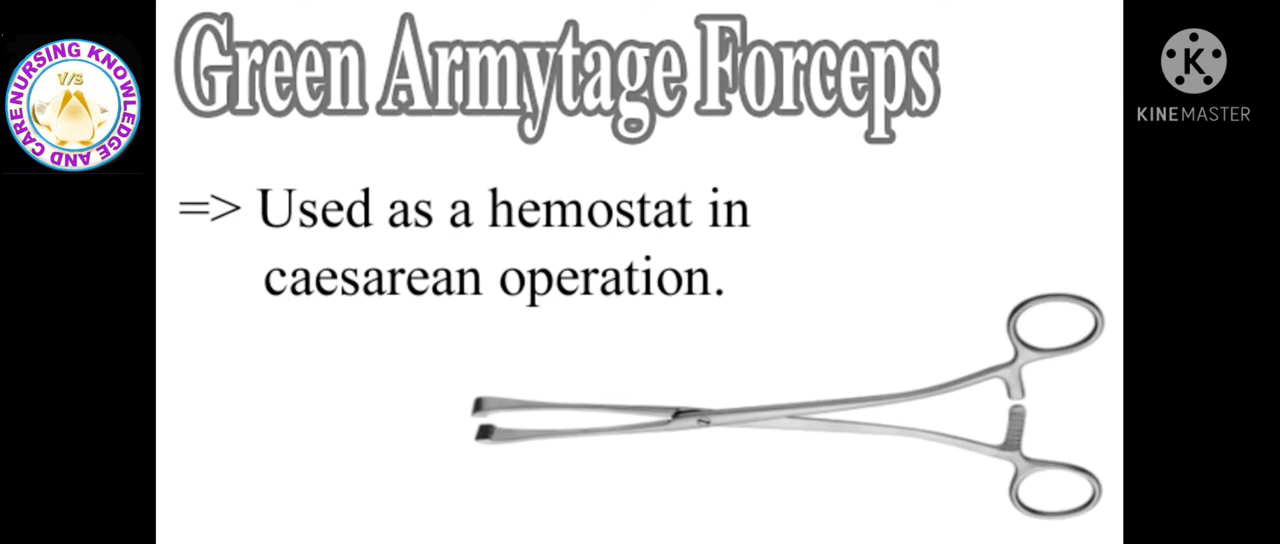 Green Armytage Forceps
NURSING KNOWLEDGE AND CARE
V/S
KINEMASTER
=> Used as a hemostat in
caesarean operation.